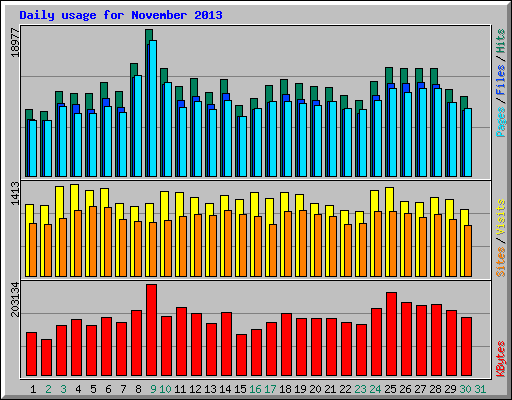 Daily usage for November 2013
18977
Pages / Files / Hits
1413
Sites / Visits
203134
KBytes
1 2 3 4 5 6 7 8 9 10 11 12 13 14 15 16 17 18 19 20 21 22 23 24 25 26 27 28 29 30 31